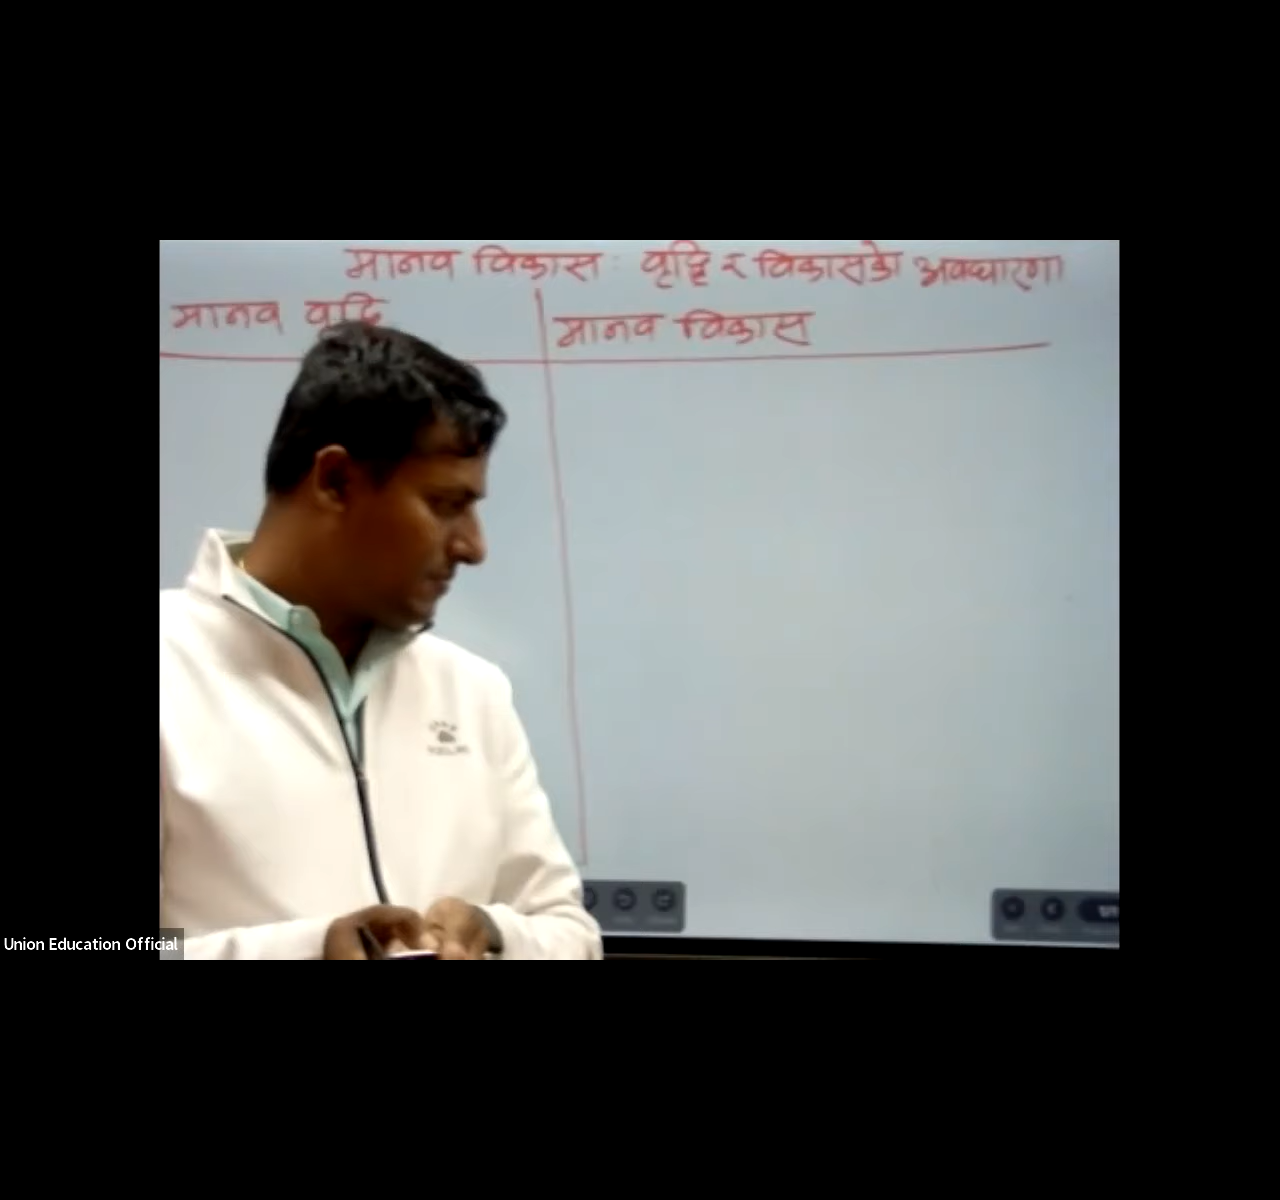 मानव विकास : वृद्धि र विकासको अवधारणा
मानव वृद्धि
मानव विकास
Union Education Official